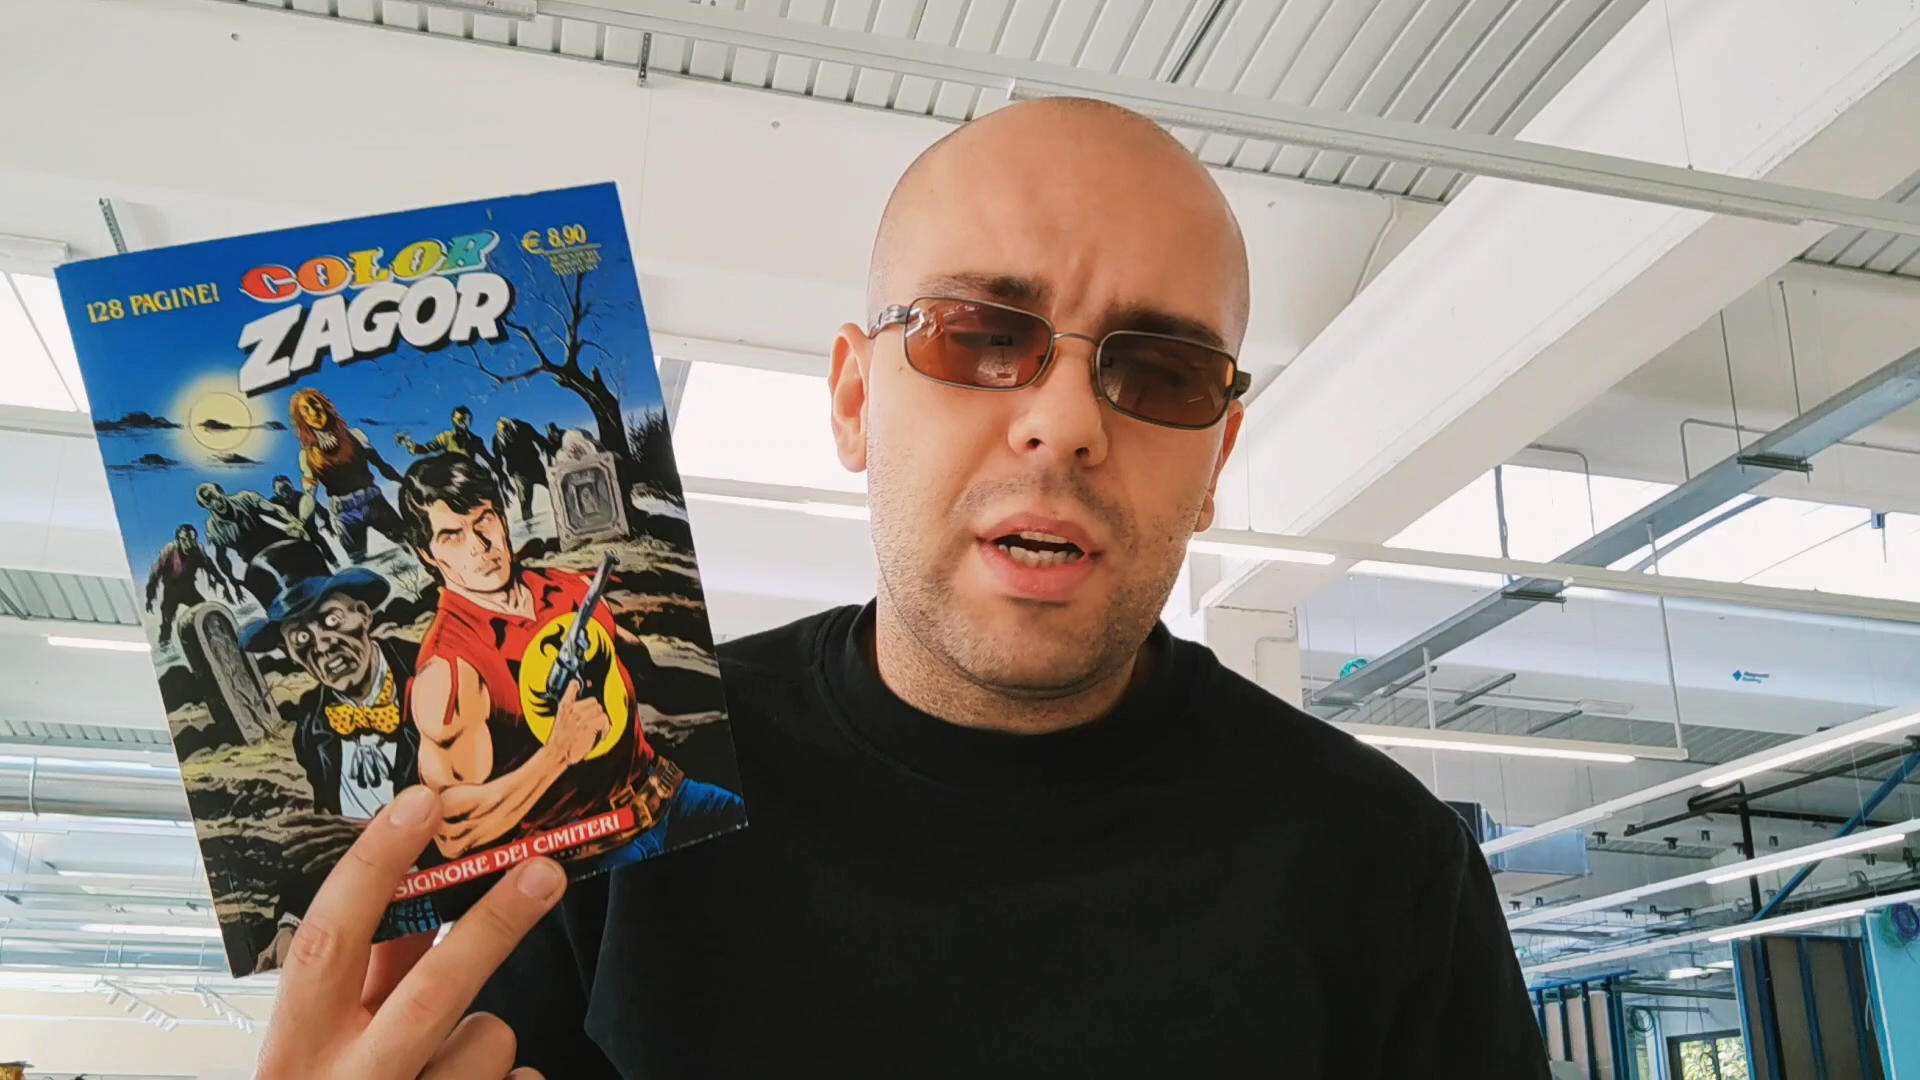 128 PAGINE!
COLOR
€ 8,90
ZAGOR
SIGNORE DEI CIMITERI